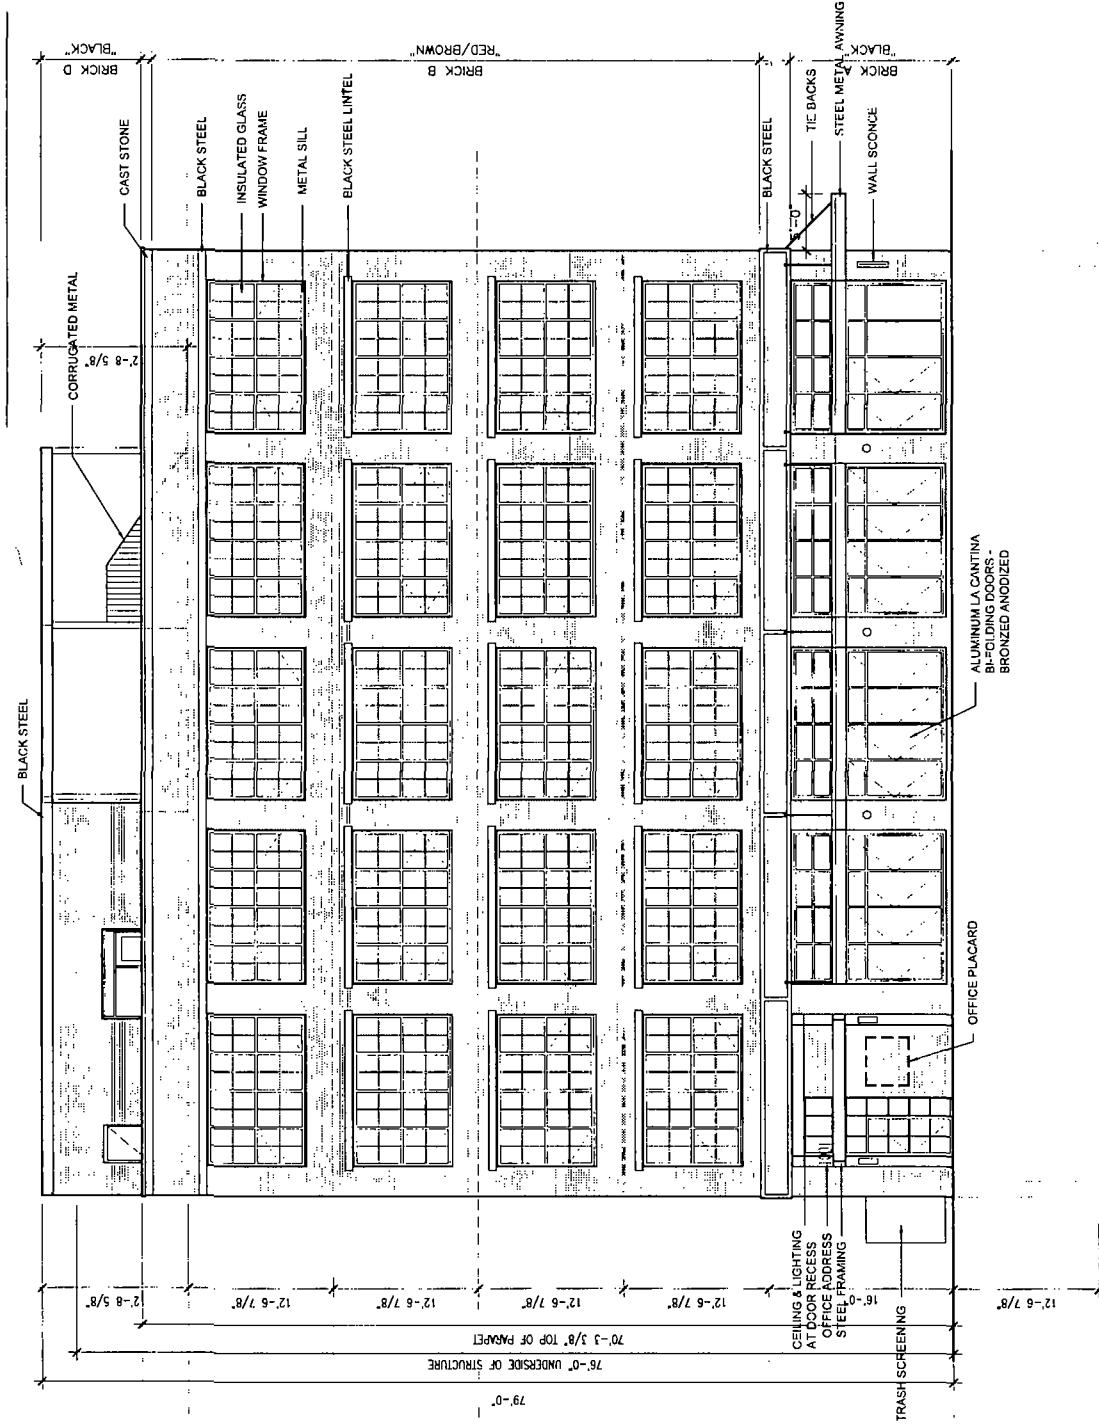 BLACK STEEL
CORRUGATED METAL
CAST STONE
BLACK STEEL
INSULATED GLASS
WINDOW FRAME
METAL SILL
BLACK STEEL LINTEL
BLACK STEEL
TIE BACKS
STEEL METAL AWNING
WALL SCONCE
BRICK D
"BLACK"
BRICK B
"RED/BROWN"
BRICK A
"BLACK"
2'-8 5/8"
ALUMINUM LA CANTINA
BI-FOLDING DOORS -
BRONZED ANODIZED
OFFICE PLACARD
CEILING & LIGHTING
AT DOOR RECESS
OFFICE ADDRESS
STEEL FRAMING
TRASH SCREENING
2'-8 5/8"
12'-6 7/8"
12'-6 7/8"
12'-6 7/8"
12'-6 7/8"
16'-0"
12'-6 7/8"
70'-3 3/8" TOP OF PARAPET
76'-0" UNDERSIDE OF STRUCTURE
79'-0"